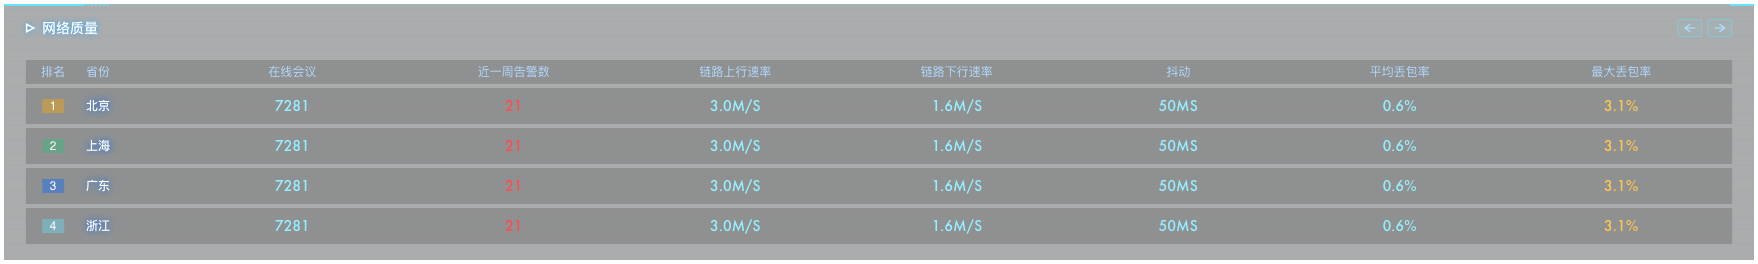 网络质量
排名 省份 在线会议 近一周告警数 链路上行速率 链路下行速率 抖动 平均丢包率 最大丢包率
1 北京 7281 21 3.0M/S 1.6M/S 50MS 0.6% 3.1%
2 上海 7281 21 3.0M/S 1.6M/S 50MS 0.6% 3.1%
3 广东 7281 21 3.0M/S 1.6M/S 50MS 0.6% 3.1%
4 浙江 7281 21 3.0M/S 1.6M/S 50MS 0.6% 3.1%